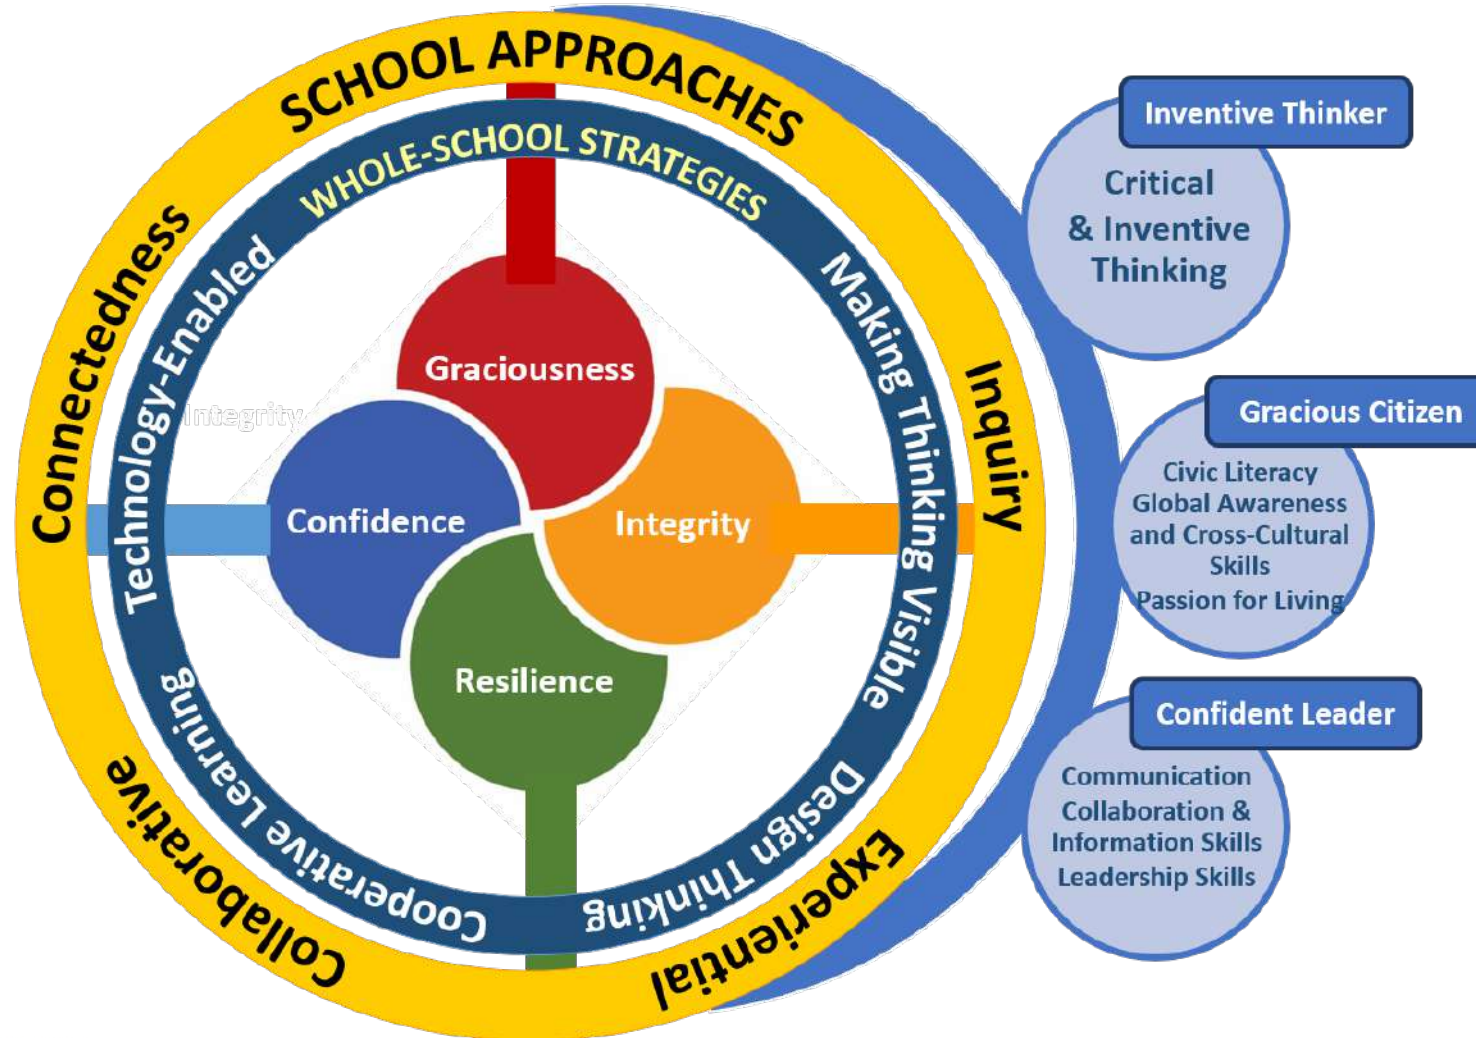 SCHOOL APPROACHES
Connectedness
Inquiry
Collaborative
Experiential
WHOLE-SCHOOL STRATEGIES
Technology-Enabled
Making Thinking Visible
Cooperative Learning
Design Thinking
Integrity
Graciousness
Confidence
Integrity
Resilience
Inventive Thinker
Critical
& Inventive
Thinking
Gracious Citizen
Civic Literacy
Global Awareness
and Cross-Cultural
Skills
Passion for Living
Confident Leader
Communication
Collaboration &
Information Skills
Leadership Skills